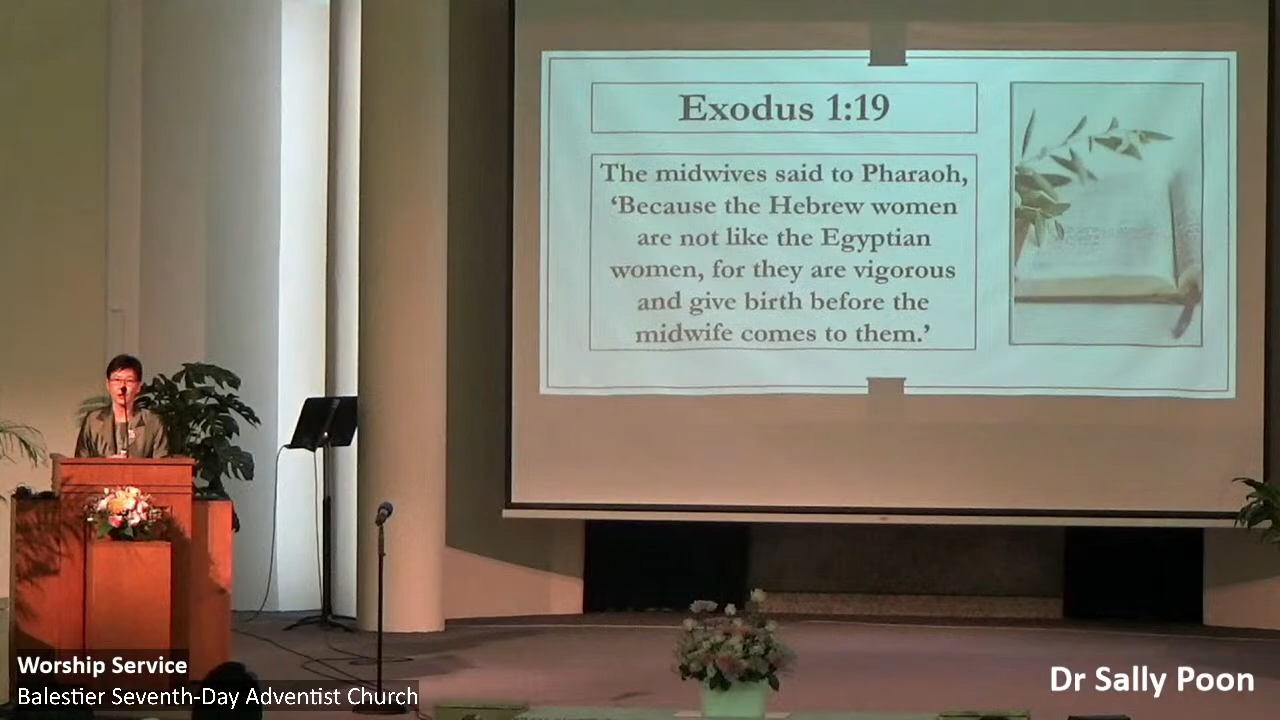 Exodus 1:19
The midwives said to Pharaoh,
‘Because the Hebrew women
are not like the Egyptian
women, for they are vigorous
and give birth before the
midwife comes to them.’
Worship Service
Balestier Seventh-Day Adventist Church
Dr Sally Poon